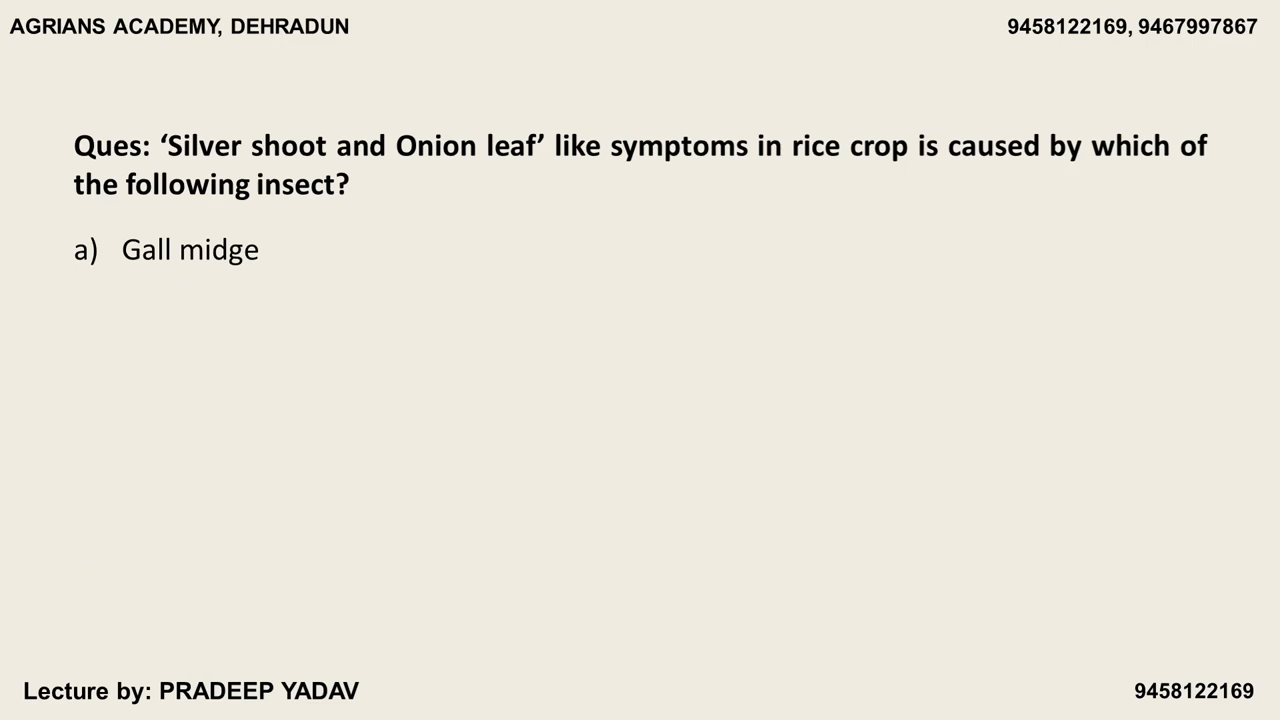 AGRIANS ACADEMY, DEHRADUN
9458122169, 9467997867
Ques: ‘Silver shoot and Onion leaf’ like symptoms in rice crop is caused by which of
the following insect?
a) Gall midge
Lecture by: PRADEEP YADAV
9458122169